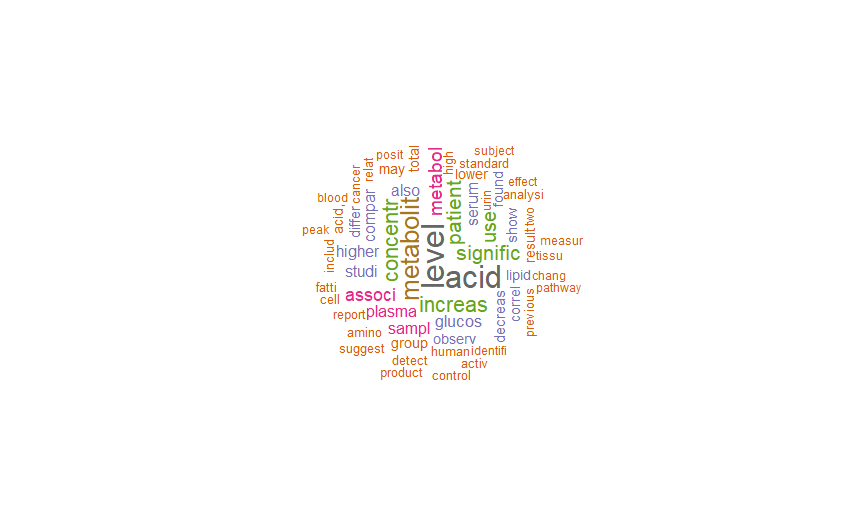 subject
posit
total
high
standard
may
relat
metabol
lower
cancer
also
serum
found
effect
urin
analysi
blood
acid,
differ
compar
concentr
metabolit
patient
use
show
two
result
peak
includ
higher
level
signific
measur
tissu
studi
acid
lipid
chang
fatti
associ
increas
pathway
cell
plasma
glucos
decreas
correl
previous
report
sampl
amino
group
observ
suggest
human
identifi
detect
activ
product
control